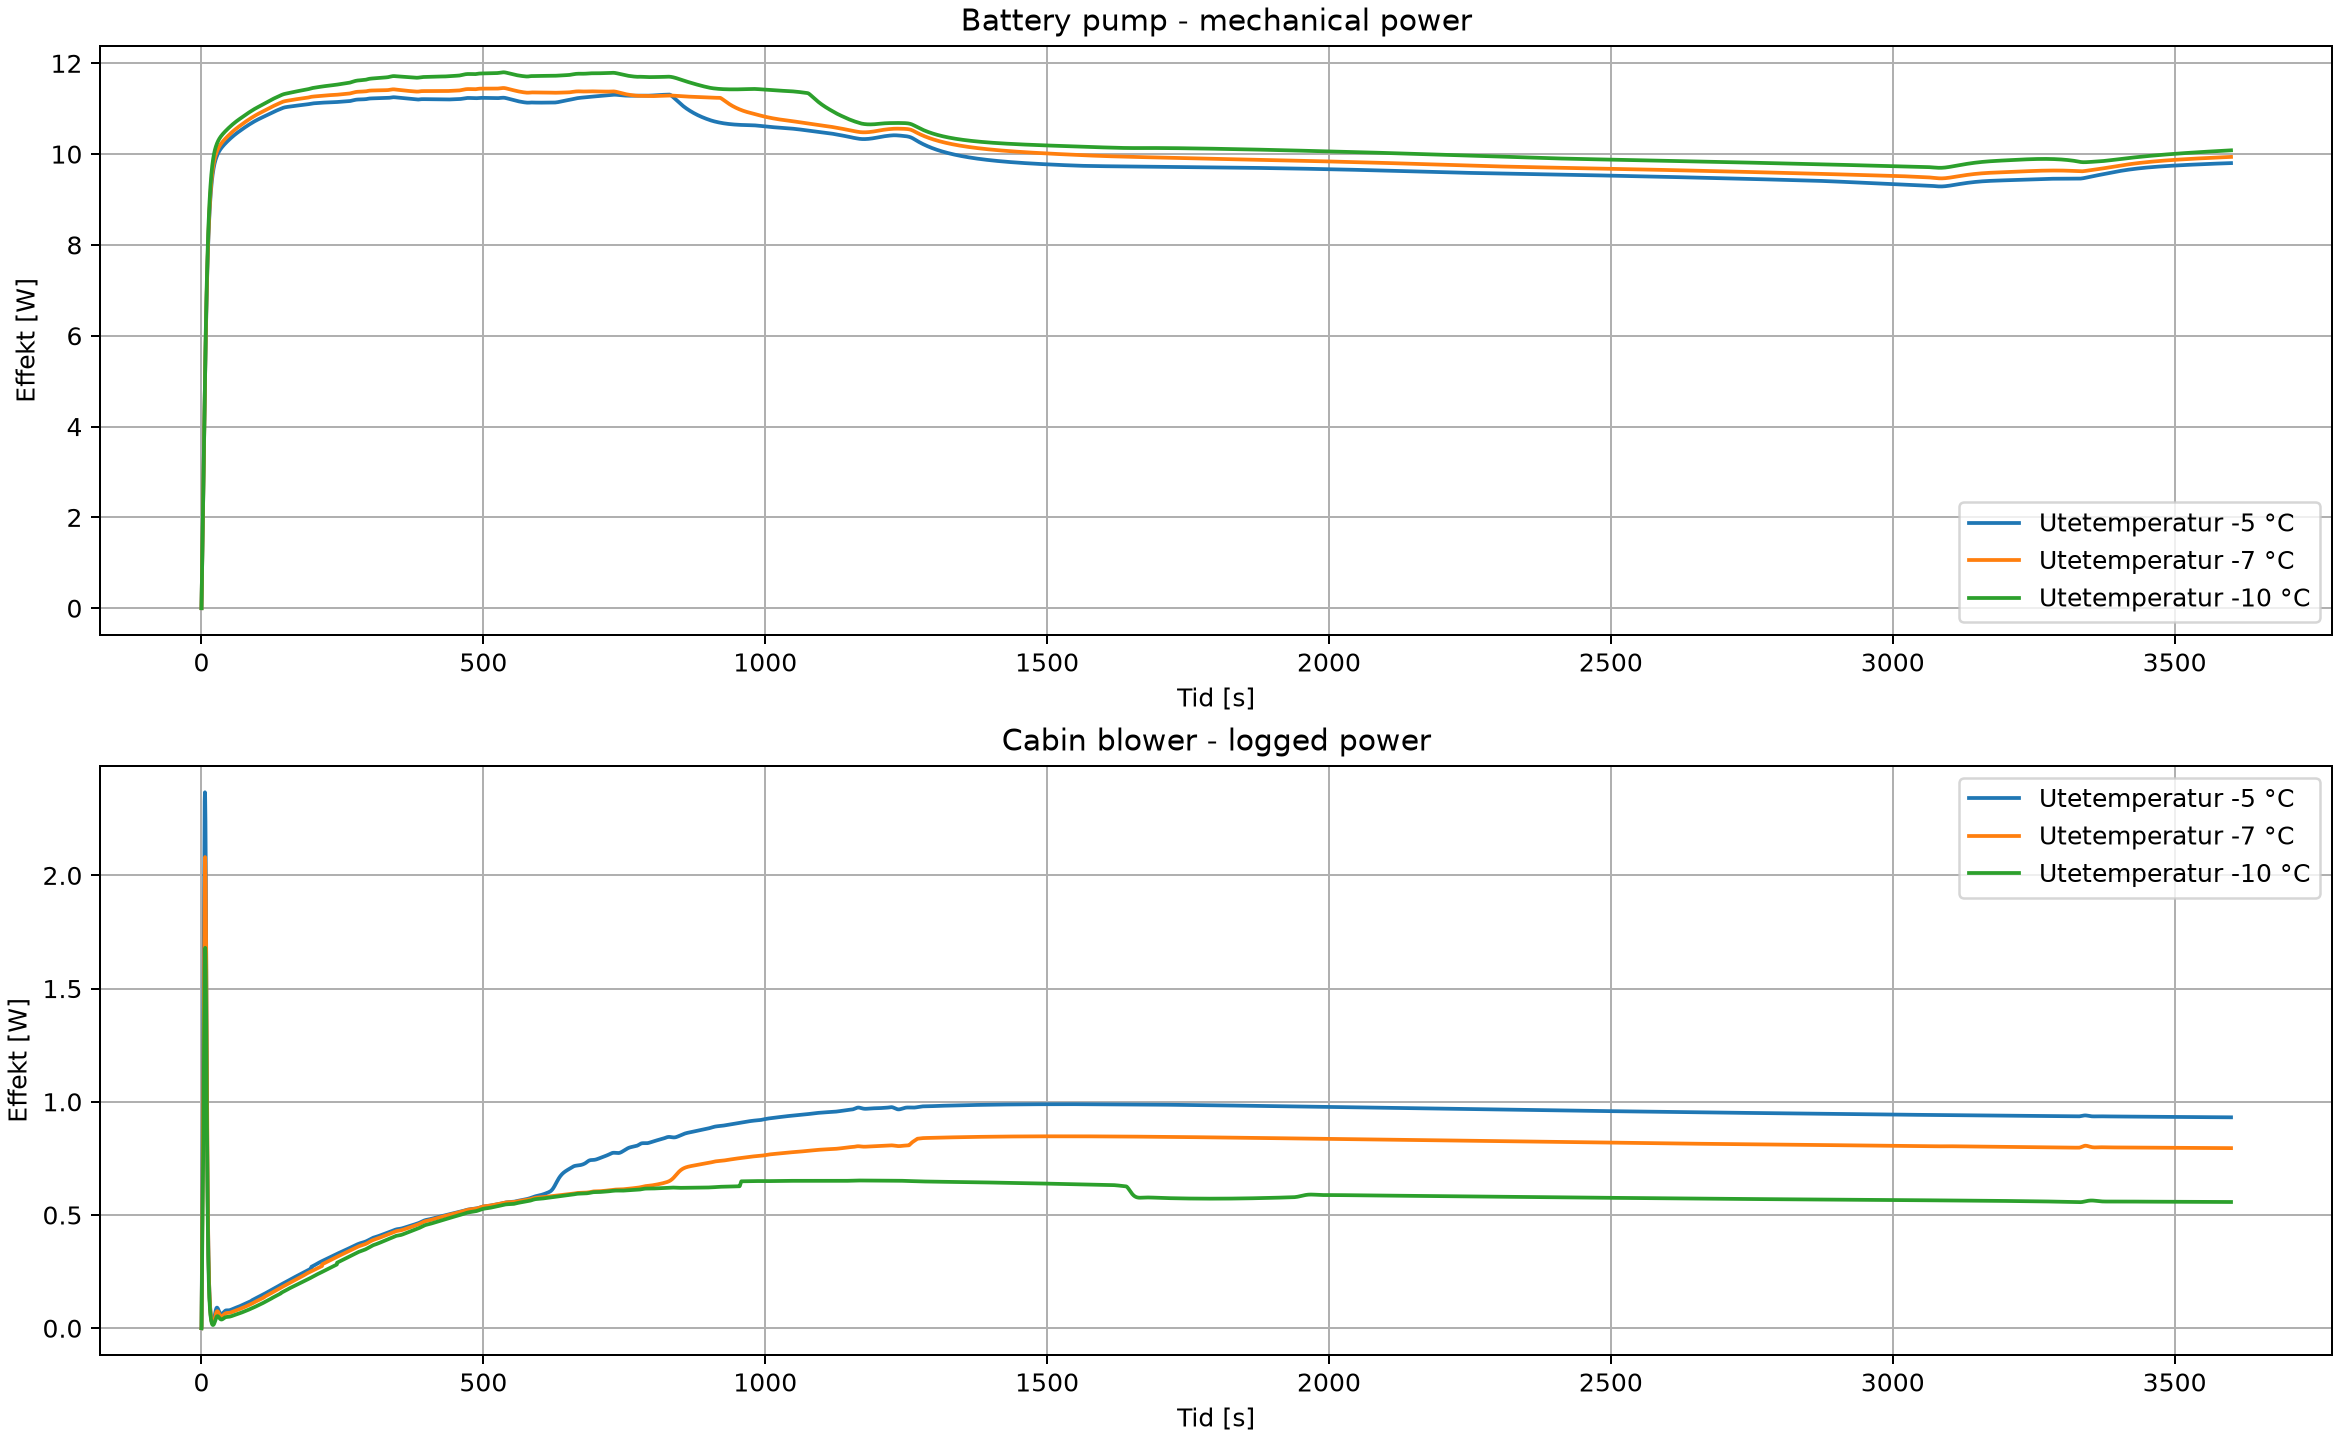 Battery pump - mechanical power
Effekt [W]
12
10
8
6
4
2
0
Utetemperatur -5 °C
Utetemperatur -7 °C
Utetemperatur -10 °C
0 500 1000 1500 2000 2500 3000 3500
Tid [s]
Cabin blower - logged power
Effekt [W]
2.0
1.5
1.0
0.5
0.0
Utetemperatur -5 °C
Utetemperatur -7 °C
Utetemperatur -10 °C
0 500 1000 1500 2000 2500 3000 3500
Tid [s]